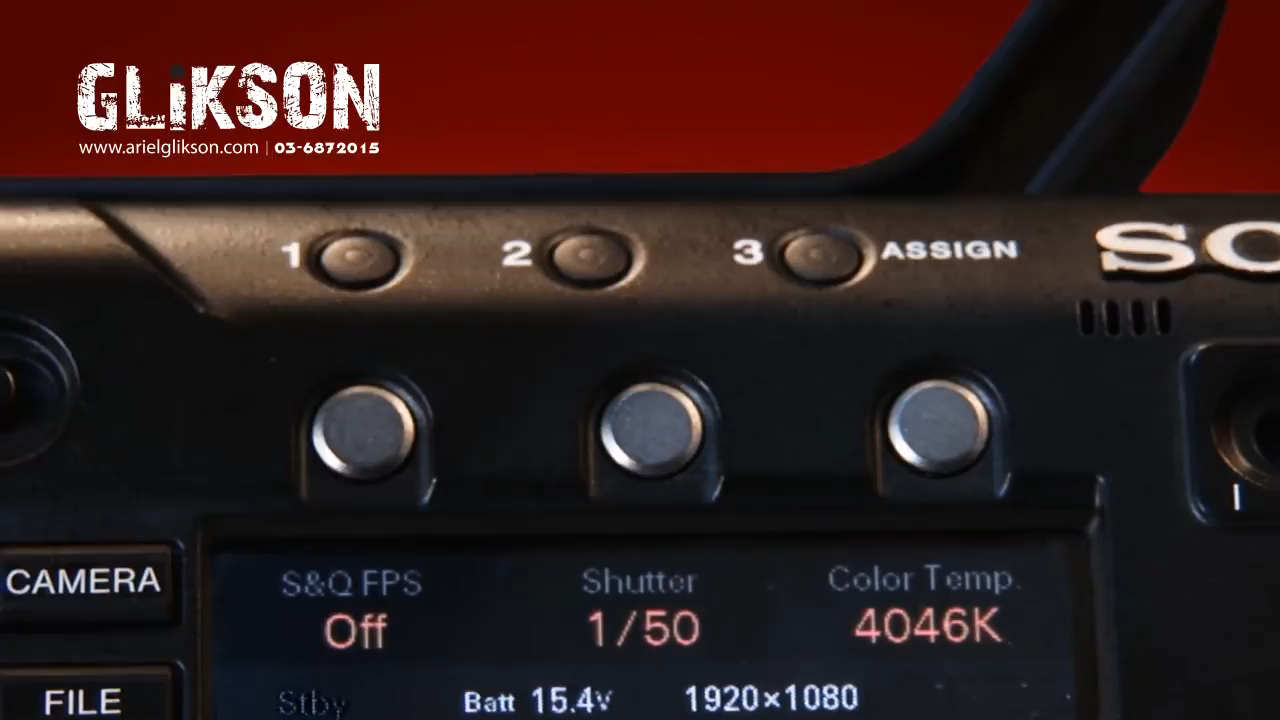 GLiKSON
www.arielglikson.com | 03-6872015
1 2 3 ASSIGN
I
CAMERA
S&Q FPS Shutter Color Temp.
Off 1/50 4046K
FILE
Stby Batt 15.4V 1920×1080